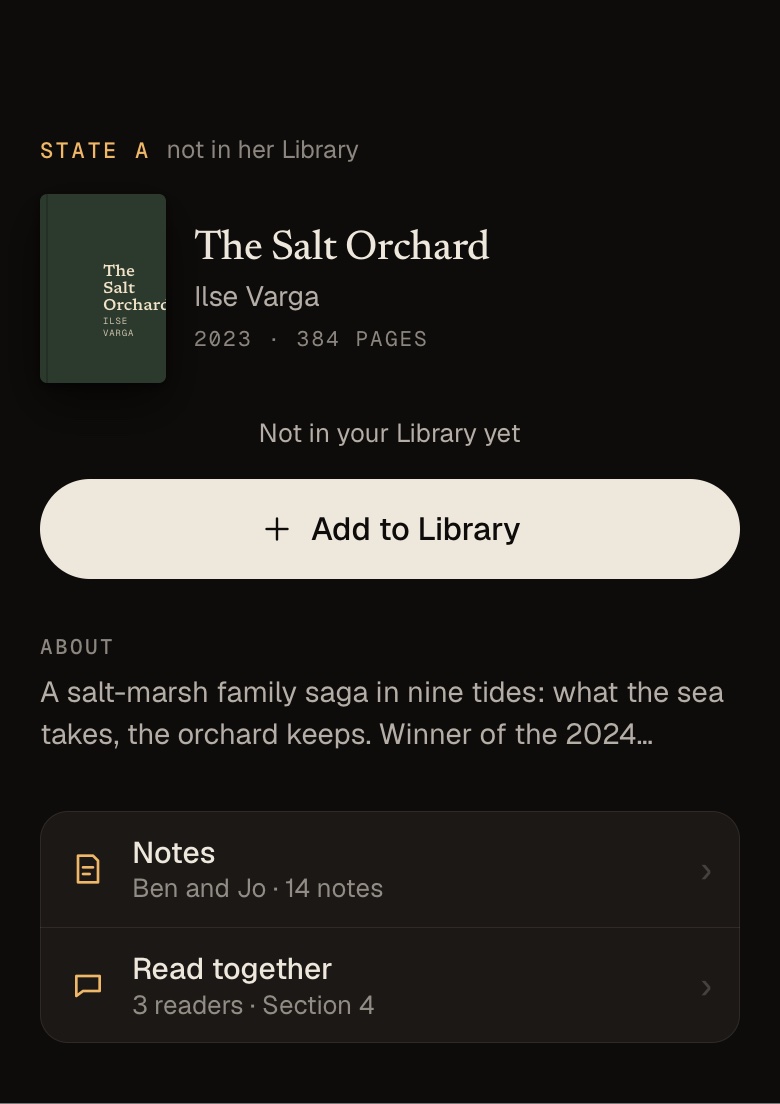 STATE A not in her Library
The
Salt
Orchard
ILSE
VARGA
The Salt Orchard
Ilse Varga
2023 · 384 PAGES
Not in your Library yet
+ Add to Library
ABOUT
A salt-marsh family saga in nine tides: what the sea
takes, the orchard keeps. Winner of the 2024…
Notes
Ben and Jo · 14 notes
Read together
3 readers · Section 4